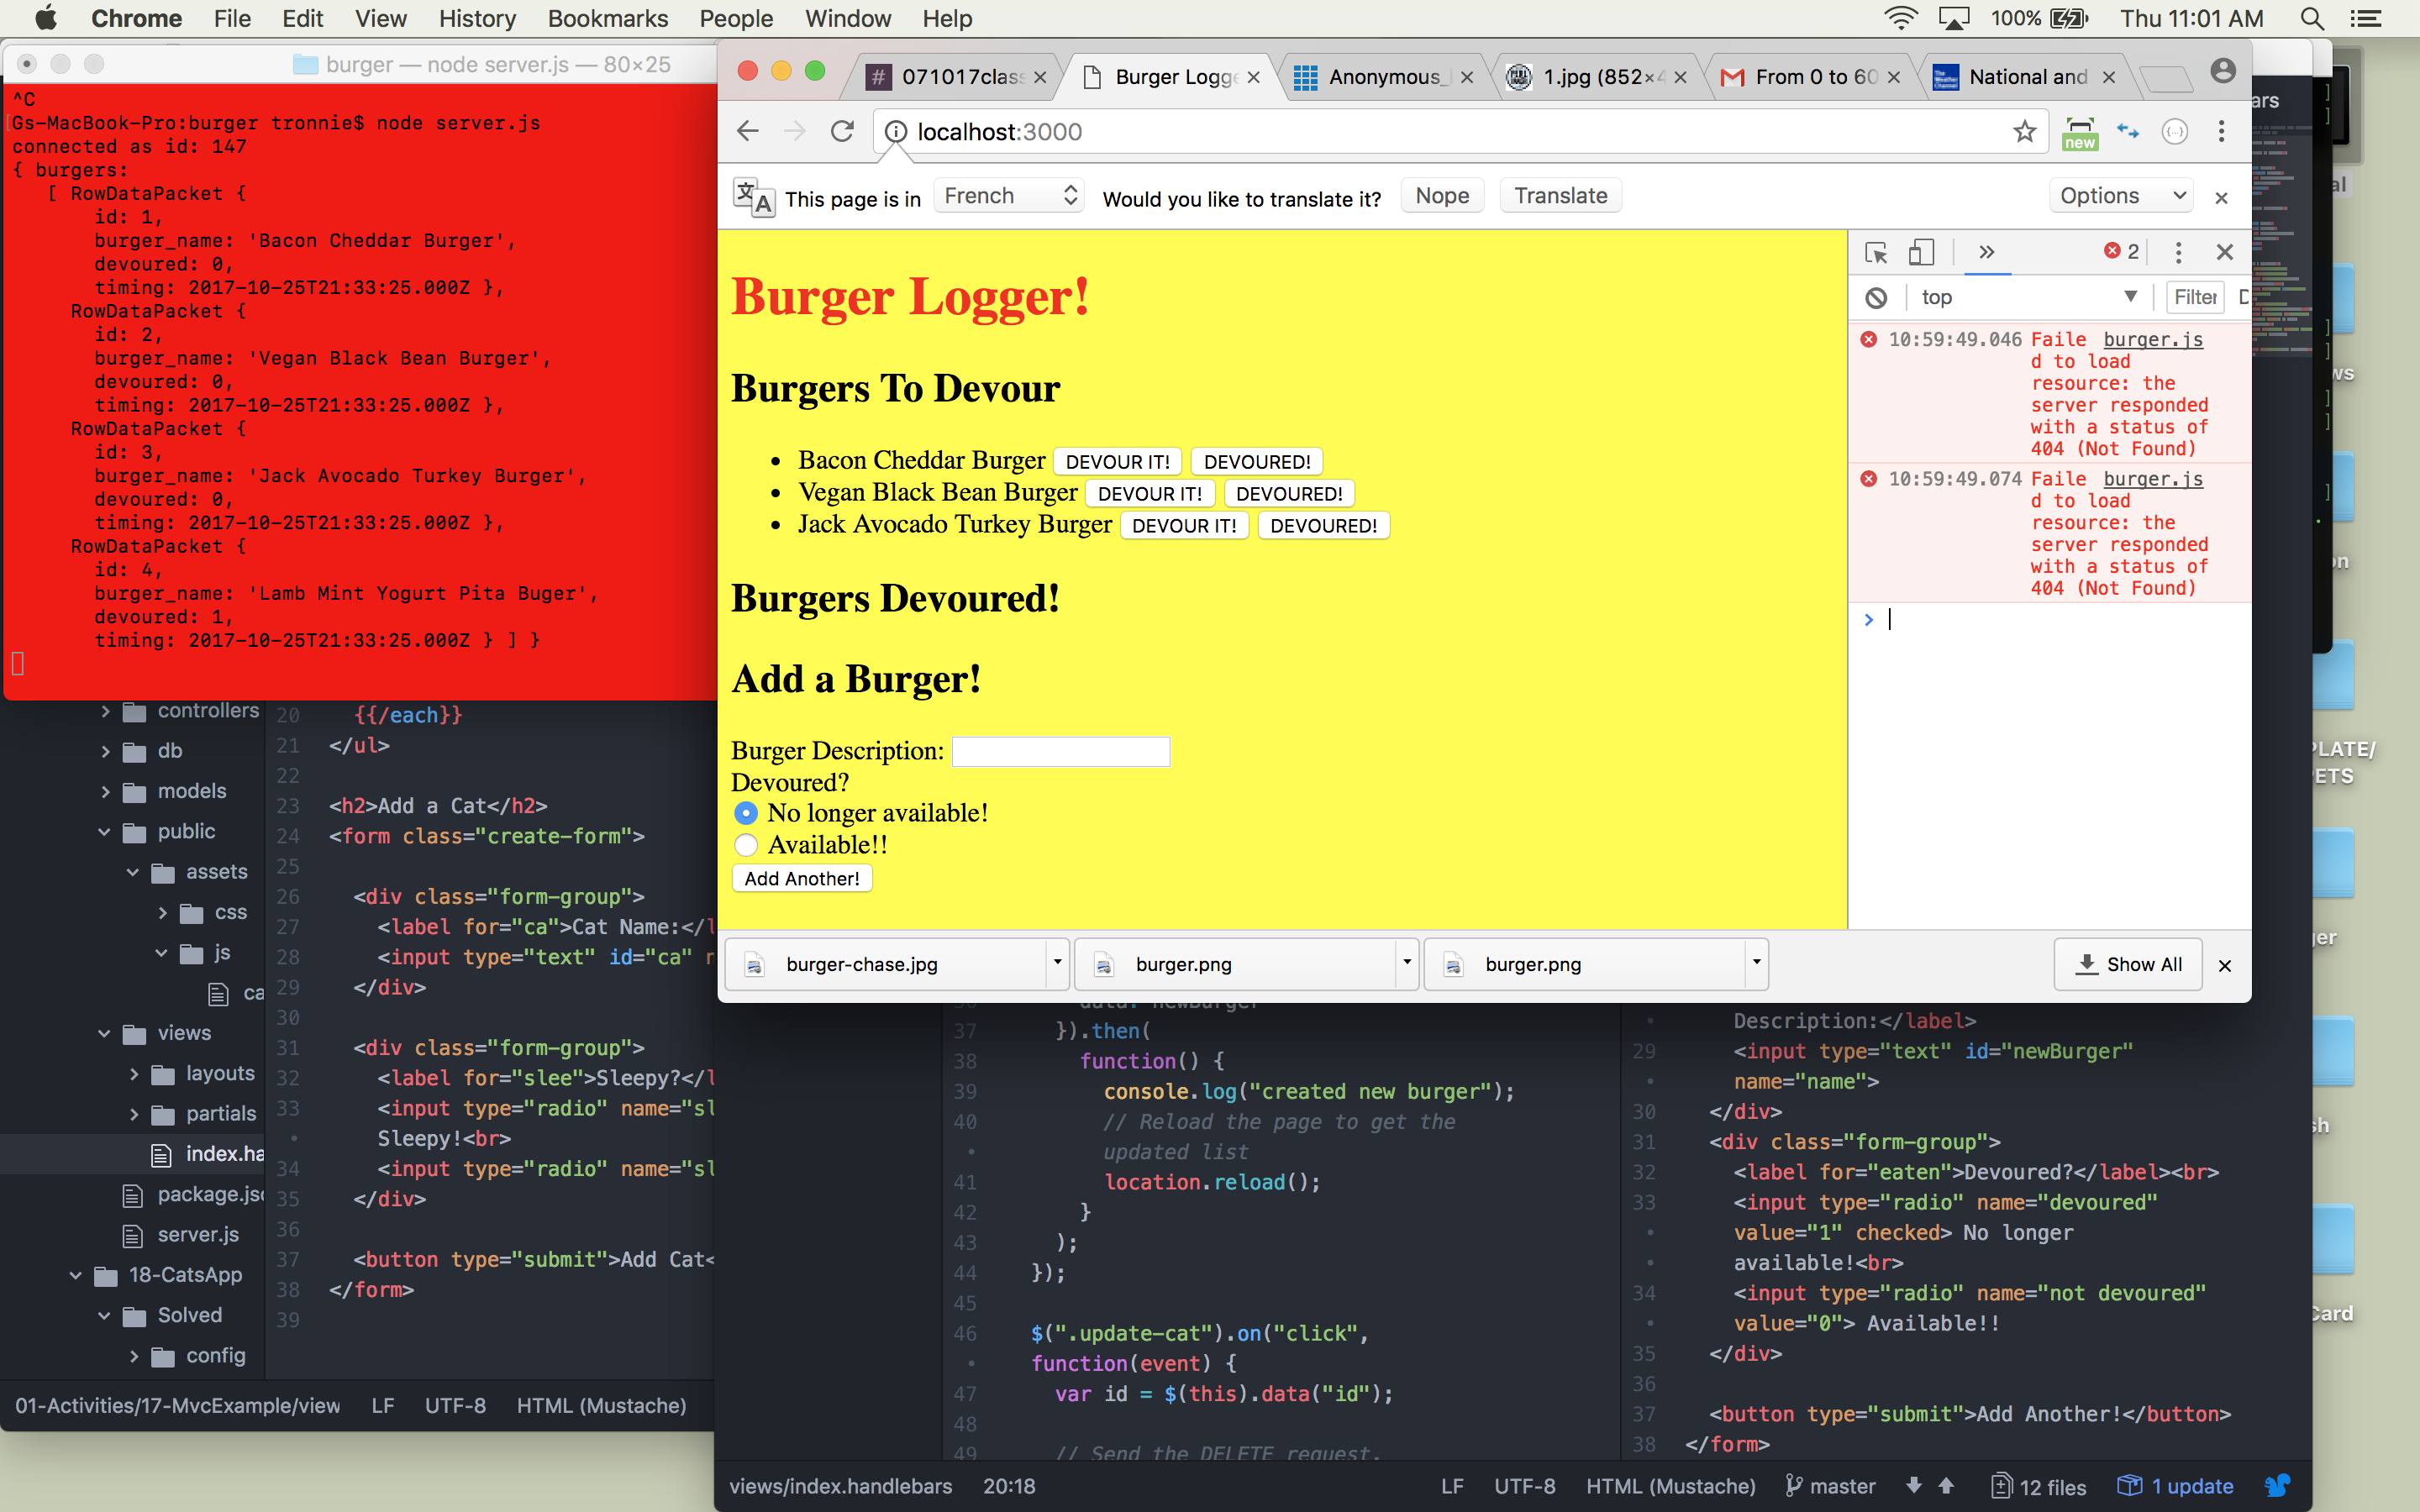 Chrome File Edit View History Bookmarks People Window Help 100% Thu 11:01 AM
burger — node server.js — 80×25
^C
Gs-MacBook-Pro:burger tronnie$ node server.js
connected as id: 147
{ burgers:
[ RowDataPacket {
id: 1,
burger_name: 'Bacon Cheddar Burger',
devoured: 0,
timing: 2017-10-25T21:33:25.000Z },
RowDataPacket {
id: 2,
burger_name: 'Vegan Black Bean Burger',
devoured: 0,
timing: 2017-10-25T21:33:25.000Z },
RowDataPacket {
id: 3,
burger_name: 'Jack Avocado Turkey Burger',
devoured: 0,
timing: 2017-10-25T21:33:25.000Z },
RowDataPacket {
id: 4,
burger_name: 'Lamb Mint Yogurt Pita Buger',
devoured: 1,
timing: 2017-10-25T21:33:25.000Z } ] }
071017class Burger Logge Anonymous_ 1.jpg (852×4 From 0 to 60 National and
localhost:3000
new
This page is in French Would you like to translate it? Nope Translate Options
Burger Logger!
Burgers To Devour
Bacon Cheddar Burger DEVOUR IT! DEVOURED!
Vegan Black Bean Burger DEVOUR IT! DEVOURED!
Jack Avocado Turkey Burger DEVOUR IT! DEVOURED!
Burgers Devoured!
Add a Burger!
Burger Description:
Devoured?
No longer available!
Available!!
Add Another!
2
top Filter D
10:59:49.046 Faile burger.js
d to load
resource: the
server responded
with a status of
404 (Not Found)
10:59:49.074 Faile burger.js
d to load
resource: the
server responded
with a status of
404 (Not Found)
>
burger-chase.jpg burger.png burger.png Show All
controllers
db
models
public
assets
css
js
ca
views
layouts
partials
index.ha
package.jso
server.js
18-CatsApp
Solved
config
20 {{/each}}
21 </ul>
22
23 <h2>Add a Cat</h2>
24 <form class="create-form">
25
26 <div class="form-group">
27 <label for="ca">Cat Name:</l
28 <input type="text" id="ca" n
29 </div>
30
31 <div class="form-group">
32 <label for="slee">Sleepy?</l
33 <input type="radio" name="sl
Sleepy!<br>
34 <input type="radio" name="sl
35 </div>
36
37 <button type="submit">Add Cat<
38 </form>
39
01-Activities/17-MvcExample/view LF UTF-8 HTML (Mustache)
36 data: newBurger
37 }).then(
38 function() {
39 console.log("created new burger");
40 // Reload the page to get the
updated list
41 location.reload();
42 }
43 );
44 });
45
46 $(".update-cat").on("click",
function(event) {
47 var id = $(this).data("id");
48
49 // Send the DELETE request.
Description:</label>
29 <input type="text" id="newBurger"
name="name">
30 </div>
31 <div class="form-group">
32 <label for="eaten">Devoured?</label><br>
33 <input type="radio" name="devoured"
value="1" checked> No longer
available!<br>
34 <input type="radio" name="not devoured"
value="0"> Available!!
35 </div>
36
37 <button type="submit">Add Another!</button>
38 </form>
views/index.handlebars 20:18 LF UTF-8 HTML (Mustache) master 12 files 1 update
ars
al
ws
on
PLATE/
ETS
ger
sh
Card